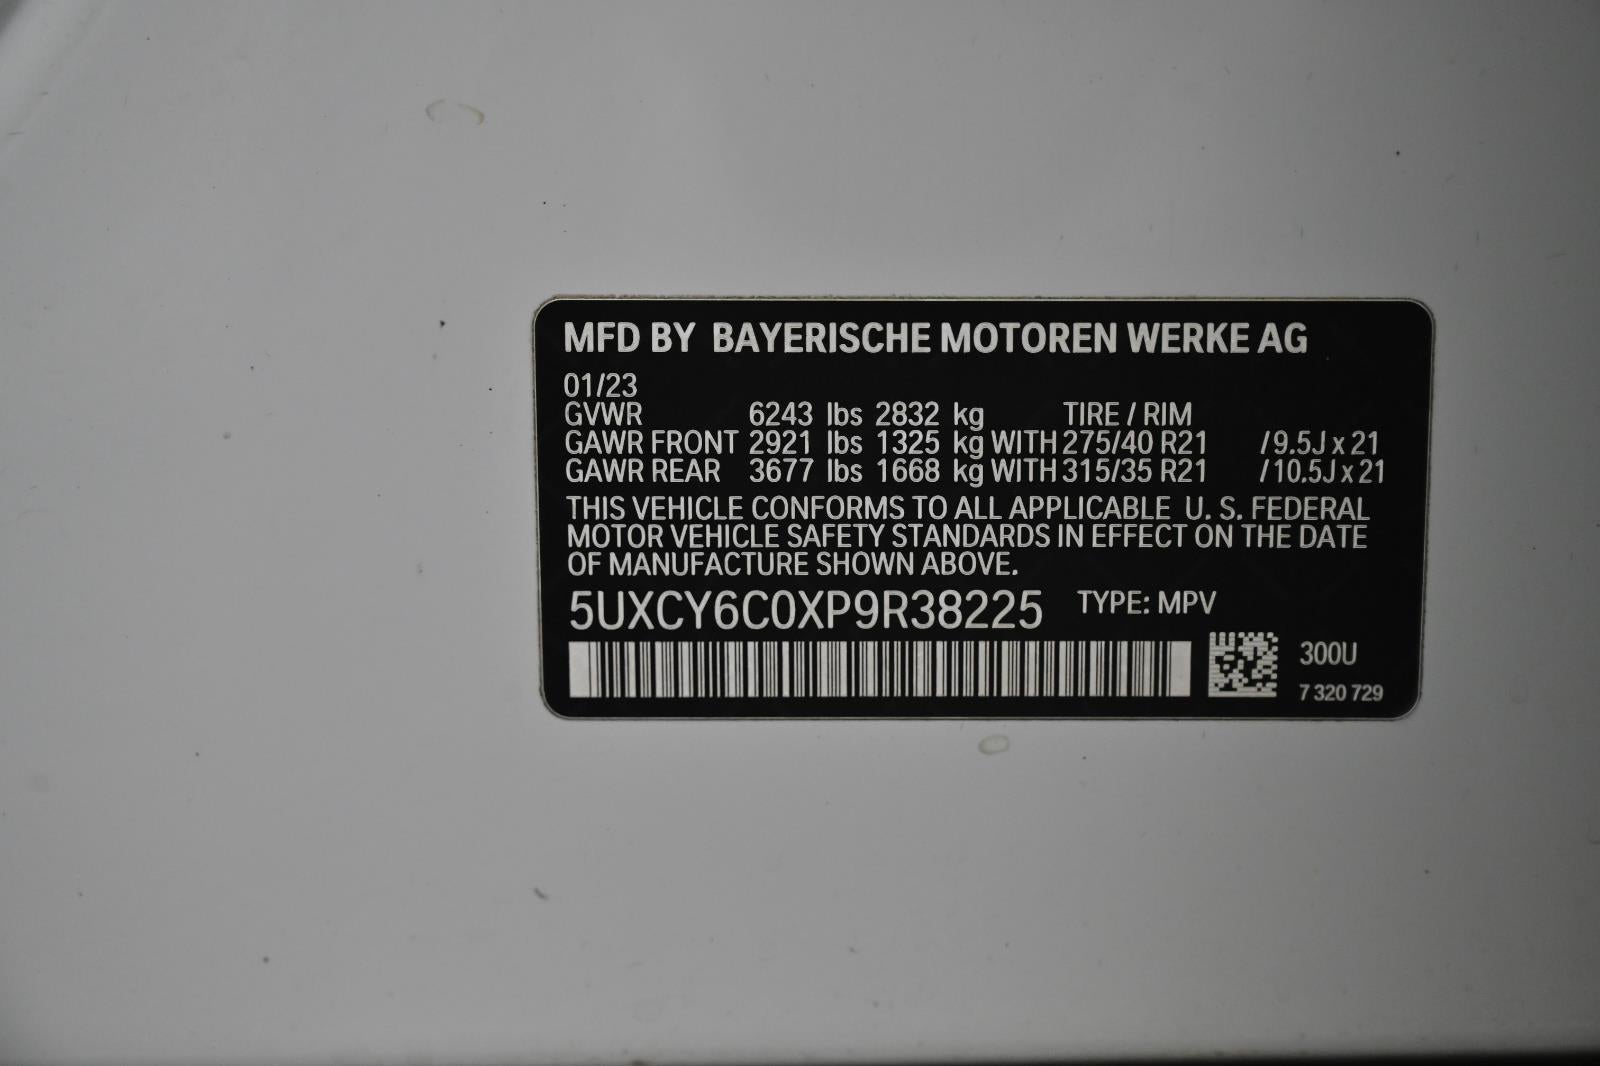 MFD BY BAYERISCHE MOTOREN WERKE AG
01/23
GVWR 6243 lbs 2832 kg TIRE / RIM
GAWR FRONT 2921 lbs 1325 kg WITH 275/40 R21 /9.5J x 21
GAWR REAR 3677 lbs 1668 kg WITH 315/35 R21 /10.5J x 21
THIS VEHICLE CONFORMS TO ALL APPLICABLE U. S. FEDERAL
MOTOR VEHICLE SAFETY STANDARDS IN EFFECT ON THE DATE
OF MANUFACTURE SHOWN ABOVE.
5UXCY6C0XP9R38225 TYPE: MPV
300U
7 320 729